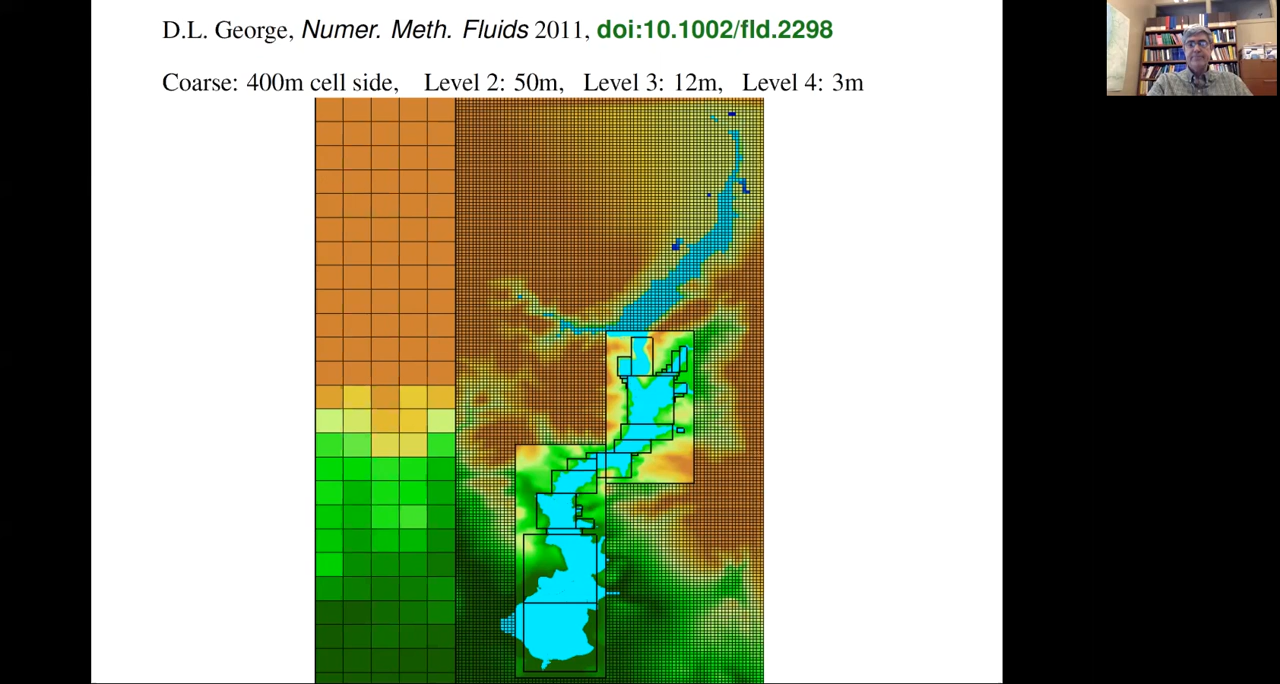 D.L. George, Numer. Meth. Fluids 2011, doi:10.1002/fld.2298
Coarse: 400m cell side, Level 2: 50m, Level 3: 12m, Level 4: 3m